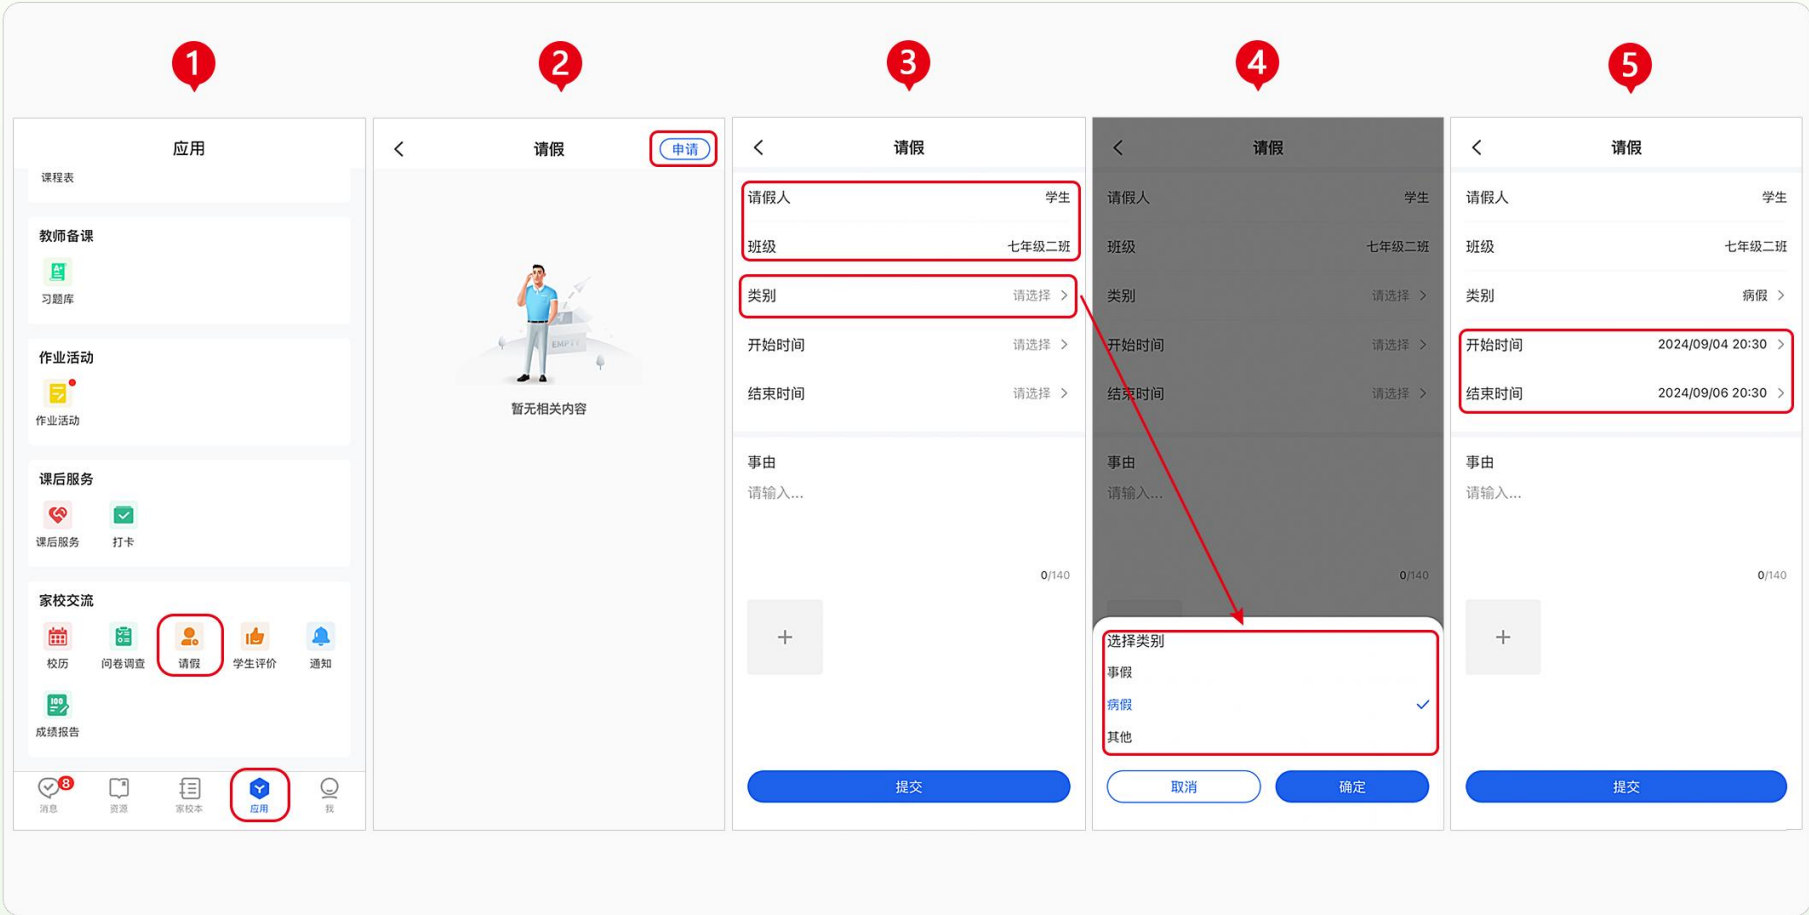 1
2
3
4
5
应用
课程表
教师备课
习题库
作业活动
作业活动
课后服务
课后服务 打卡
家校交流
校历 问卷调查 请假 学生评价 通知
成绩报告
8
消息 资源 家校本 应用 我
请假 申请
EMPTY
暂无相关内容
请假
请假人 学生
班级 七年级二班
类别 请选择
开始时间 请选择
结束时间 请选择
事由
请输入...
0/140
提交
请假
请假人 学生
班级 七年级二班
类别 请选择
开始时间 请选择
结束时间 请选择
事由
请输入...
0/140
选择类别
事假
病假
其他
取消 确定
请假
请假人 学生
班级 七年级二班
类别 病假
开始时间 2024/09/04 20:30
结束时间 2024/09/06 20:30
事由
请输入...
0/140
提交